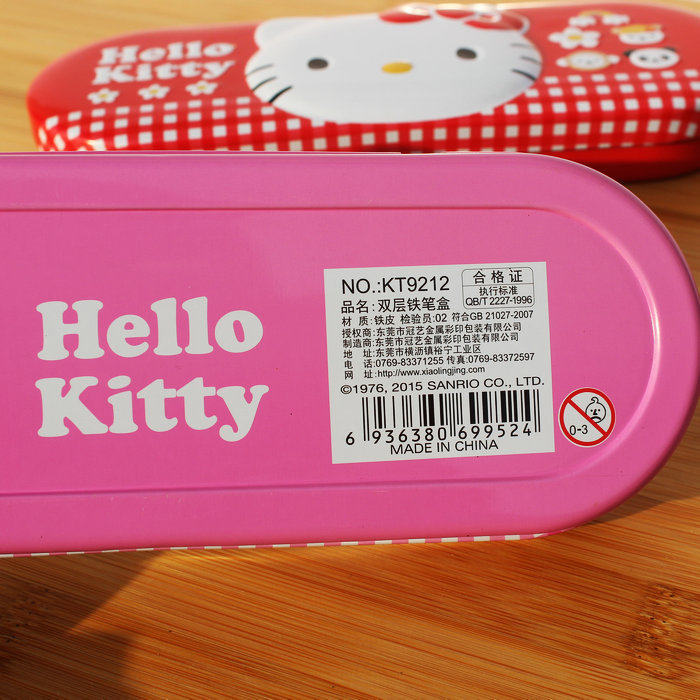 Hello
Kitty
Hello
Kitty
NO.:KT9212
合格证
执行标准
QB/T 2227-1996
品名：双层铁笔盒
材 质：铁皮 检验员:02 符合GB 21027-2007
授权商：东莞市冠艺金属彩印包装有限公司
制造商：东莞市冠艺金属彩印包装有限公司
地 址：东莞市横沥镇裕宁工业区
电 话:0769-83371255 传真:0769-83372597
网 址：http://www.xiaolingjing.com
©1976, 2015 SANRIO CO., LTD.
6 936380 699524
MADE IN CHINA
0-3